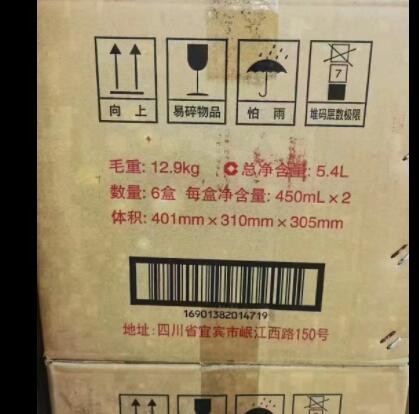 7
向上 易碎物品 怕雨 堆码层数极限
毛重: 12.9kg 总净含量: 5.4L
数量: 6盒 每盒净含量: 450mL×2
体积: 401mm×310mm×305mm
16901382014719
地址:四川省宜宾市岷江西路150号